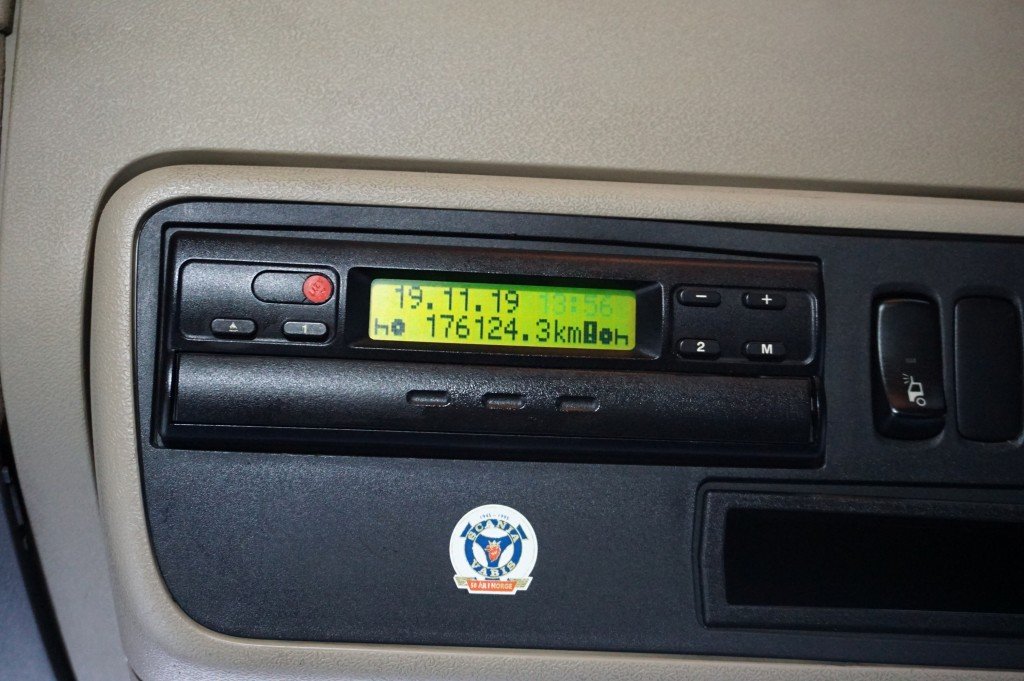 19.11.19 13:56
176124.3km
1
2
M
SCANIA
VABIS